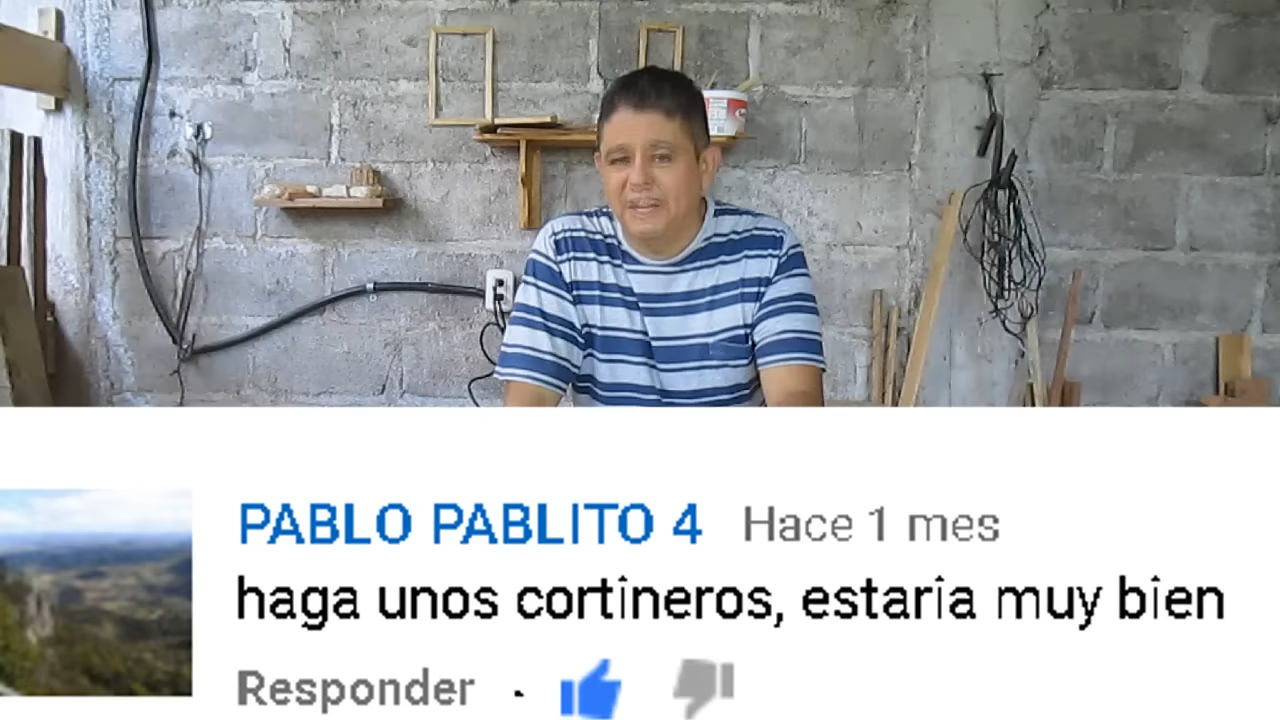 PABLO PABLITO 4 Hace 1 mes
haga unos cortineros, estaria muy bien
Responder